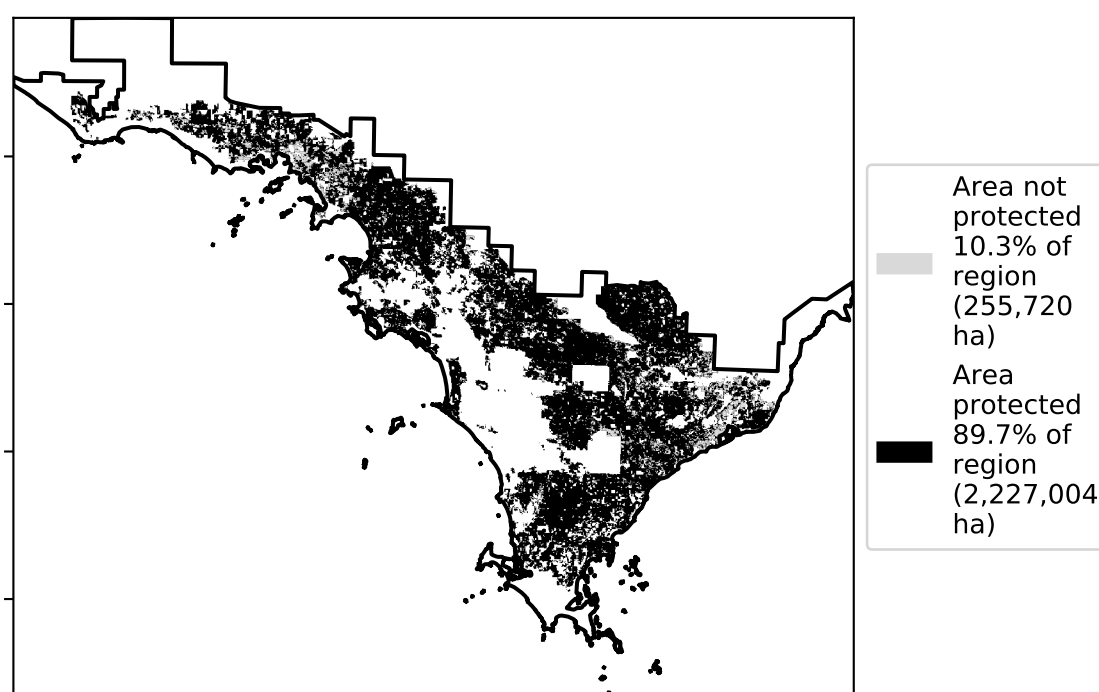 Area not
protected
10.3% of
region
(255,720
ha)
Area
protected
89.7% of
region
(2,227,004
ha)